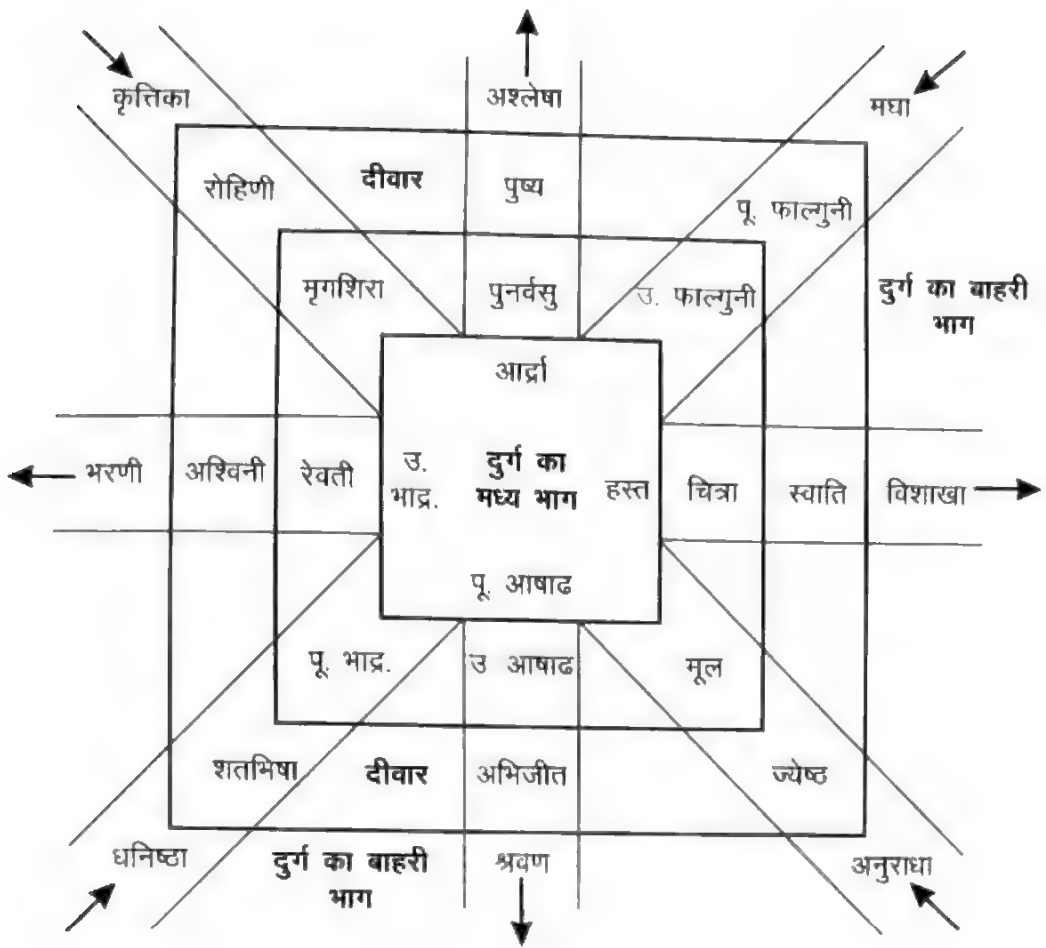 कृत्तिका
अश्लेषा
मघा
रोहिणी
दीवार
पुष्य
पू. फाल्गुनी
मृगशिरा
पुनर्वसु
उ. फाल्गुनी
दुर्ग का बाहरी
भाग
आर्द्रा
भरणी
अश्विनी
रेवती
उ.
भाद्र.
दुर्ग का
मध्य भाग
हस्त
चित्रा
स्वाति
विशाखा
पू. आषाढ
पू. भाद्र.
उ आषाढ
मूल
शतभिषा
दीवार
अभिजीत
ज्येष्ठ
धनिष्ठा
दुर्ग का बाहरी
भाग
श्रवण
अनुराधा